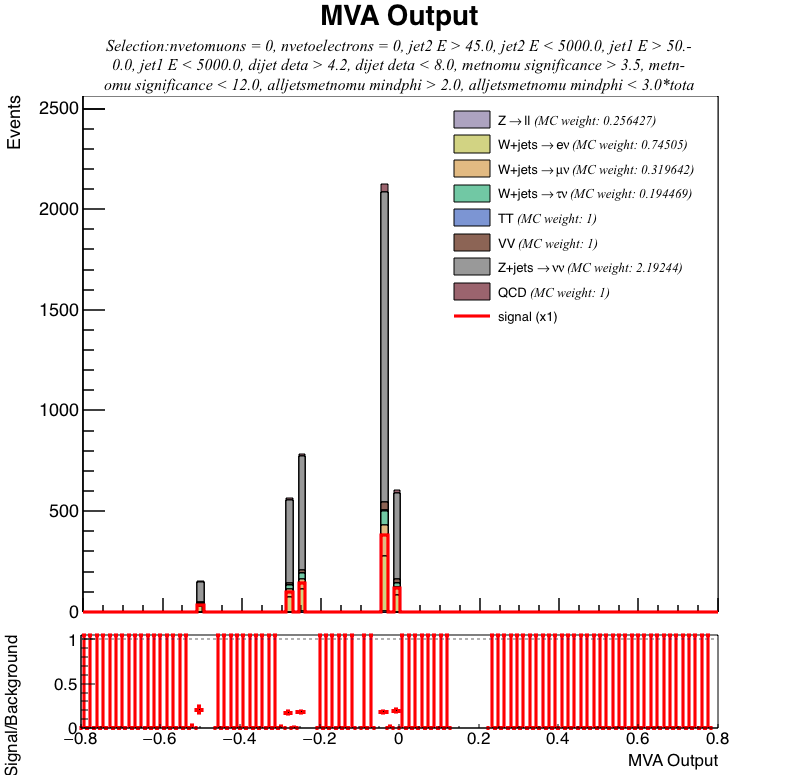 MVA Output
Selection:nvetomuons = 0, nvetoelectrons = 0, jet2 E > 45.0, jet2 E < 5000.0, jet1 E > 50.-
0.0, jet1 E < 5000.0, dijet deta > 4.2, dijet deta < 8.0, metnomu significance > 3.5, metn-
omu significance < 12.0, alljetsmetnomu mindphi > 2.0, alljetsmetnomu mindphi < 3.0*tota
Events
2500
2000
1500
1000
500
0
Z→ll (MC weight: 0.256427)
W+jets→eν (MC weight: 0.74505)
W+jets→μν (MC weight: 0.319642)
W+jets→τν (MC weight: 0.194469)
TT (MC weight: 1)
VV (MC weight: 1)
Z+jets→νν (MC weight: 2.19244)
QCD (MC weight: 1)
signal (x1)
Signal/Background
1
0.5
0
−0.8 −0.6 −0.4 −0.2 0 0.2 0.4 0.6 0.8
MVA Output